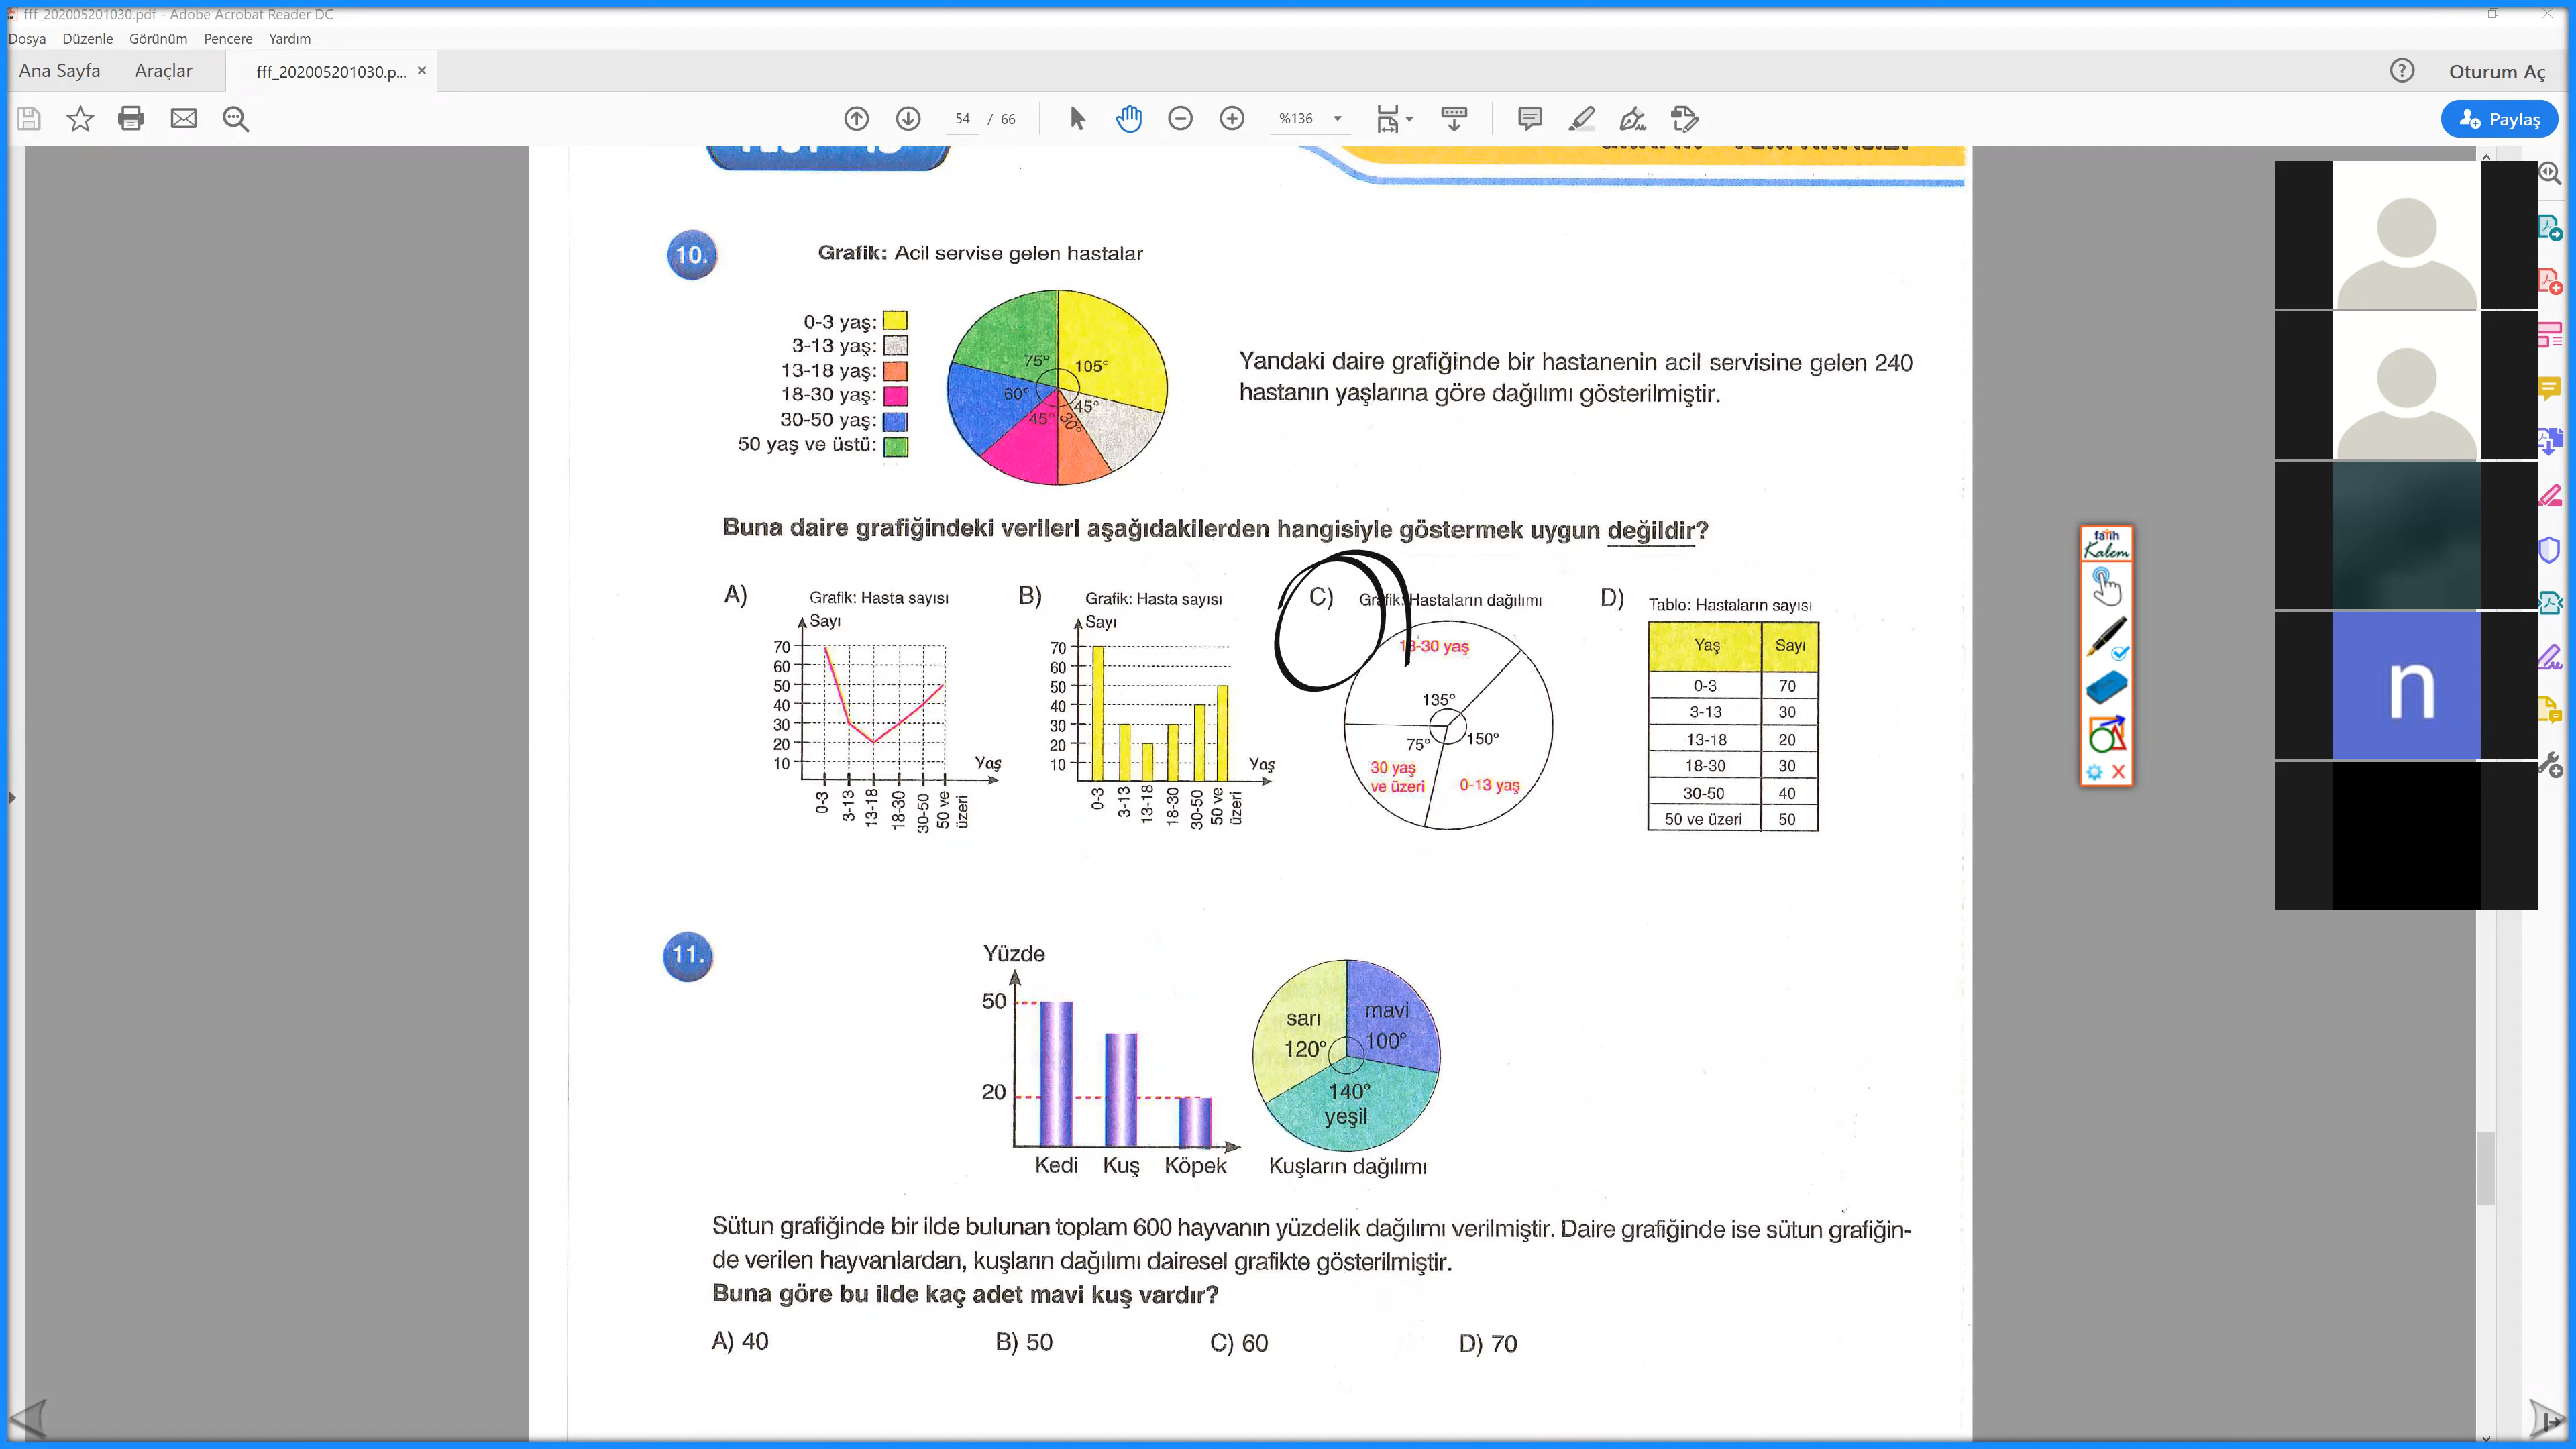 fff_202005201030.pdf - Adobe Acrobat Reader DC
Dosya Düzenle Görünüm Pencere Yardım
Ana Sayfa Araçlar fff_202005201030.p... × Oturum Aç
54 / 66 %136 Paylaş
10.
Grafik: Acil servise gelen hastalar
0-3 yaş:
3-13 yaş:
13-18 yaş:
18-30 yaş:
30-50 yaş:
50 yaş ve üstü:
75° 105°
60° 45°
45° 30°
Yandaki daire grafiğinde bir hastanenin acil servisine gelen 240
hastanın yaşlarına göre dağılımı gösterilmiştir.
Buna daire grafiğindeki verileri aşağıdakilerden hangisiyle göstermek uygun değildir?
A) Grafik: Hasta sayısı
Sayı
70
60
50
40
30
20
10
Yaş
0-3
3-13
13-18
18-30
30-50
50 ve
üzeri
B) Grafik: Hasta sayısı
Sayı
70
60
50
40
30
20
10
Yaş
0-3
3-13
13-18
18-30
30-50
50 ve
üzeri
C) Grafik: Hastaların dağılımı
13-30 yaş
135°
75° 150°
30 yaş
ve üzeri
0-13 yaş
D) Tablo: Hastaların sayısı
Yaş Sayı
0-3 70
3-13 30
13-18 20
18-30 30
30-50 40
50 ve üzeri 50
fatih
Kalem
n
11.
Yüzde
50
20
Kedi Kuş Köpek
sarı
120°
mavi
100°
140°
yeşil
Kuşların dağılımı
Sütun grafiğinde bir ilde bulunan toplam 600 hayvanın yüzdelik dağılımı verilmiştir. Daire grafiğinde ise sütun grafiğin-
de verilen hayvanlardan, kuşların dağılımı dairesel grafikte gösterilmiştir.
Buna göre bu ilde kaç adet mavi kuş vardır?
A) 40 B) 50 C) 60 D) 70